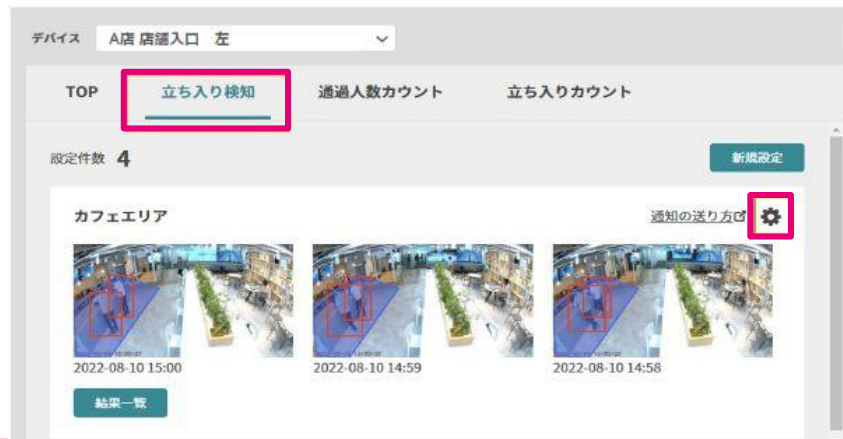 デバイス A店 店舗入口 左
TOP 立ち入り検知 通過人数カウント 立ち入りカウント
設定件数 4 新規設定
カフェエリア 通知の送り方
2022-08-10 15:00 2022-08-10 14:59 2022-08-10 14:58
結果一覧